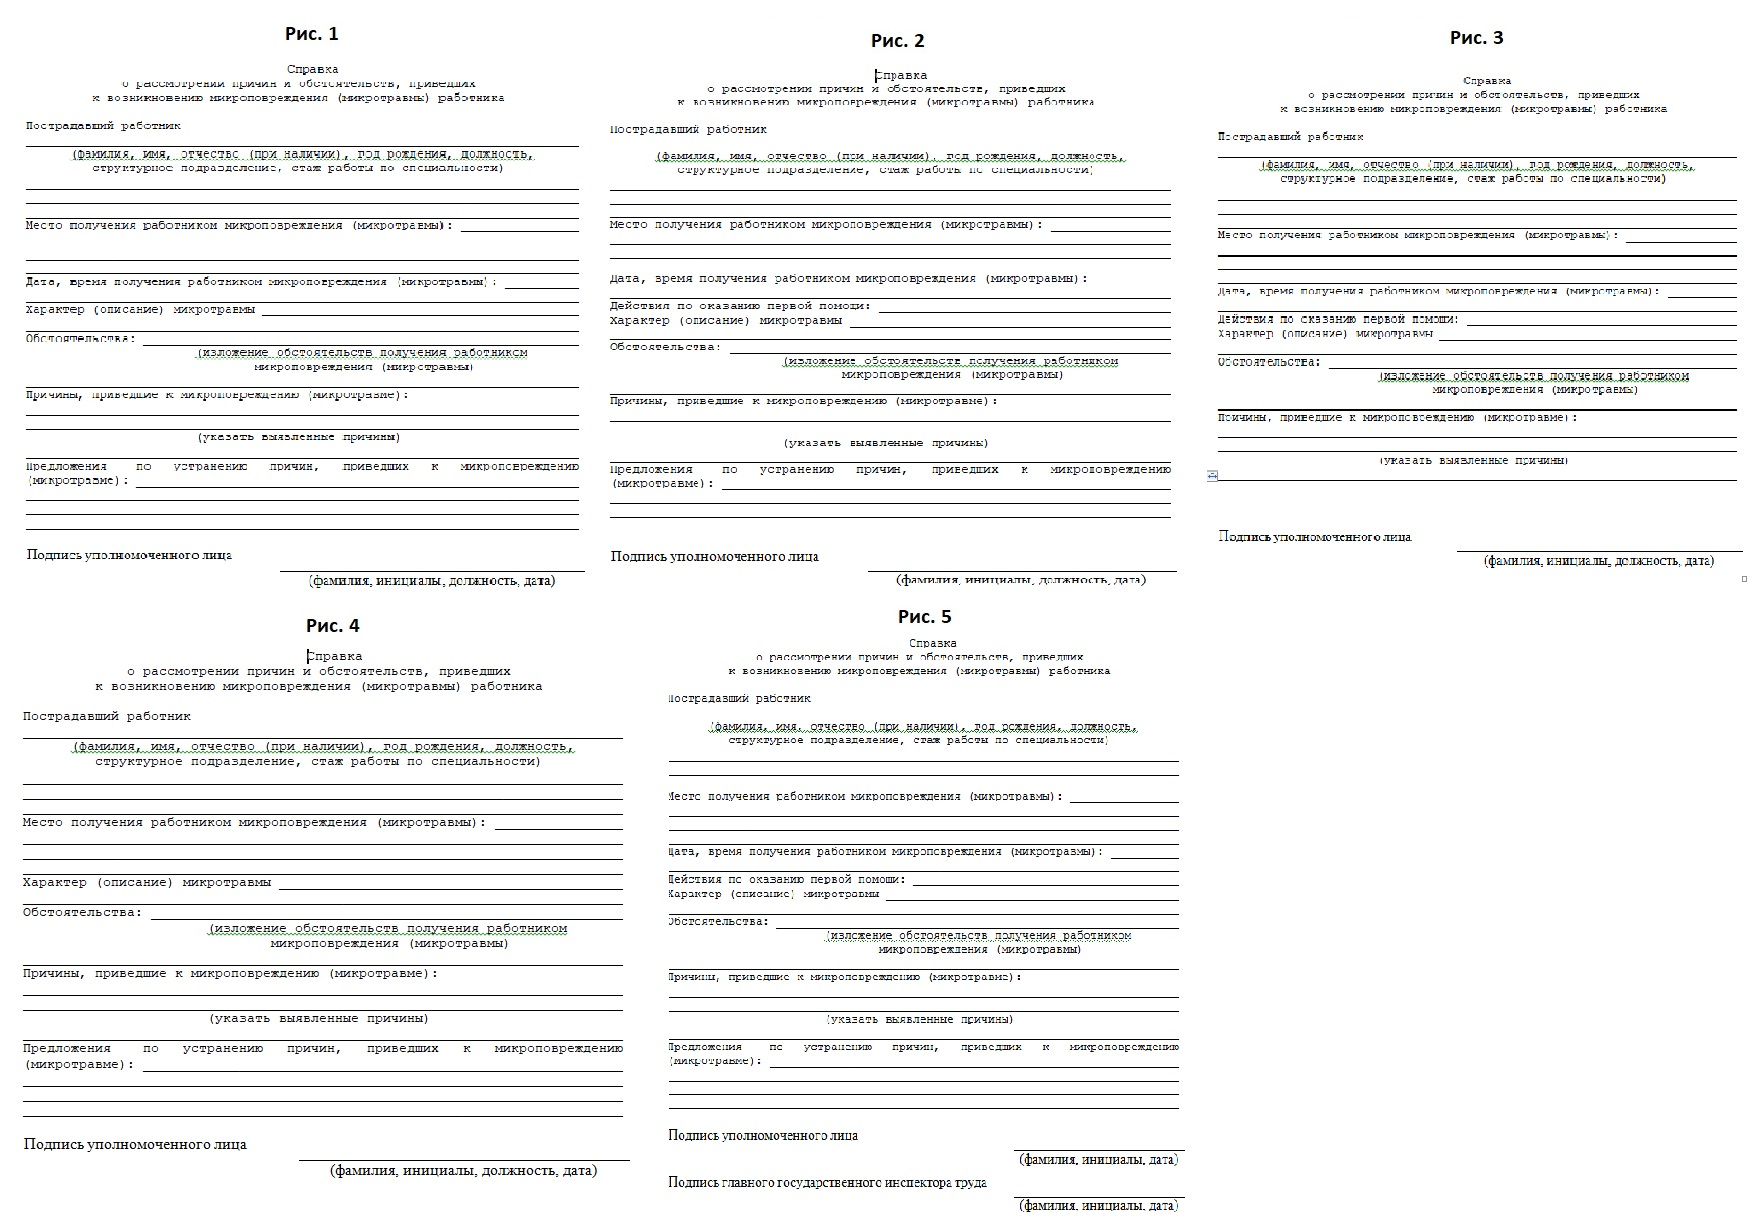 Рис. 1
Справка
о рассмотрении причин и обстоятельств, приведших
к возникновению микроповреждения (микротравмы) работника
Пострадавший работник
(фамилия, имя, отчество (при наличии), год рождения, должность,
структурное подразделение, стаж работы по специальности)
Место получения работником микроповреждения (микротравмы):
Дата, время получения работником микроповреждения (микротравмы):
Характер (описание) микротравмы
Обстоятельства:
(изложение обстоятельств получения работником
микроповреждения (микротравмы)
Причины, приведшие к микроповреждению (микротравме):
(указать выявленные причины)
Предложения по устранению причин, приведших к микроповреждению
(микротравме):
Подпись уполномоченного лица
(фамилия, инициалы, должность, дата)
Рис. 2
Справка
о рассмотрении причин и обстоятельств, приведших
к возникновению микроповреждения (микротравмы) работника
Пострадавший работник
(фамилия, имя, отчество (при наличии), год рождения, должность,
структурное подразделение, стаж работы по специальности)
Место получения работником микроповреждения (микротравмы):
Дата, время получения работником микроповреждения (микротравмы):
Действия по оказанию первой помощи:
Характер (описание) микротравмы
Обстоятельства:
(изложение обстоятельств получения работником
микроповреждения (микротравмы)
Причины, приведшие к микроповреждению (микротравме):
(указать выявленные причины)
Предложения по устранению причин, приведших к микроповреждению
(микротравме):
Подпись уполномоченного лица
(фамилия, инициалы, должность, дата)
Рис. 3
Справка
о рассмотрении причин и обстоятельств, приведших
к возникновению микроповреждения (микротравмы) работника
Пострадавший работник
(фамилия, имя, отчество (при наличии), год рождения, должность,
структурное подразделение, стаж работы по специальности)
Место получения работником микроповреждения (микротравмы):
Дата, время получения работником микроповреждения (микротравмы):
Действия по оказанию первой помощи:
Характер (описание) микротравмы
Обстоятельства:
(изложение обстоятельств получения работником
микроповреждения (микротравмы)
Причины, приведшие к микроповреждению (микротравме):
(указать выявленные причины)
Подпись уполномоченного лица
(фамилия, инициалы, должность, дата)
Рис. 4
Справка
о рассмотрении причин и обстоятельств, приведших
к возникновению микроповреждения (микротравмы) работника
Пострадавший работник
(фамилия, имя, отчество (при наличии), год рождения, должность,
структурное подразделение, стаж работы по специальности)
Место получения работником микроповреждения (микротравмы):
Характер (описание) микротравмы
Обстоятельства:
(изложение обстоятельств получения работником
микроповреждения (микротравмы)
Причины, приведшие к микроповреждению (микротравме):
(указать выявленные причины)
Предложения по устранению причин, приведших к микроповреждению
(микротравме):
Подпись уполномоченного лица
(фамилия, инициалы, должность, дата)
Рис. 5
Справка
о рассмотрении причин и обстоятельств, приведших
к возникновению микроповреждения (микротравмы) работника
Пострадавший работник
(фамилия, имя, отчество (при наличии), год рождения, должность,
структурное подразделение, стаж работы по специальности)
Место получения работником микроповреждения (микротравмы):
Дата, время получения работником микроповреждения (микротравмы):
Действия по оказанию первой помощи:
Характер (описание) микротравмы
Обстоятельства:
(изложение обстоятельств получения работником
микроповреждения (микротравмы)
Причины, приведшие к микроповреждению (микротравме):
(указать выявленные причины)
Предложения по устранению причин, приведших к микроповреждению
(микротравме):
Подпись уполномоченного лица
(фамилия, инициалы, дата)
Подпись главного государственного инспектора труда
(фамилия, инициалы, дата)